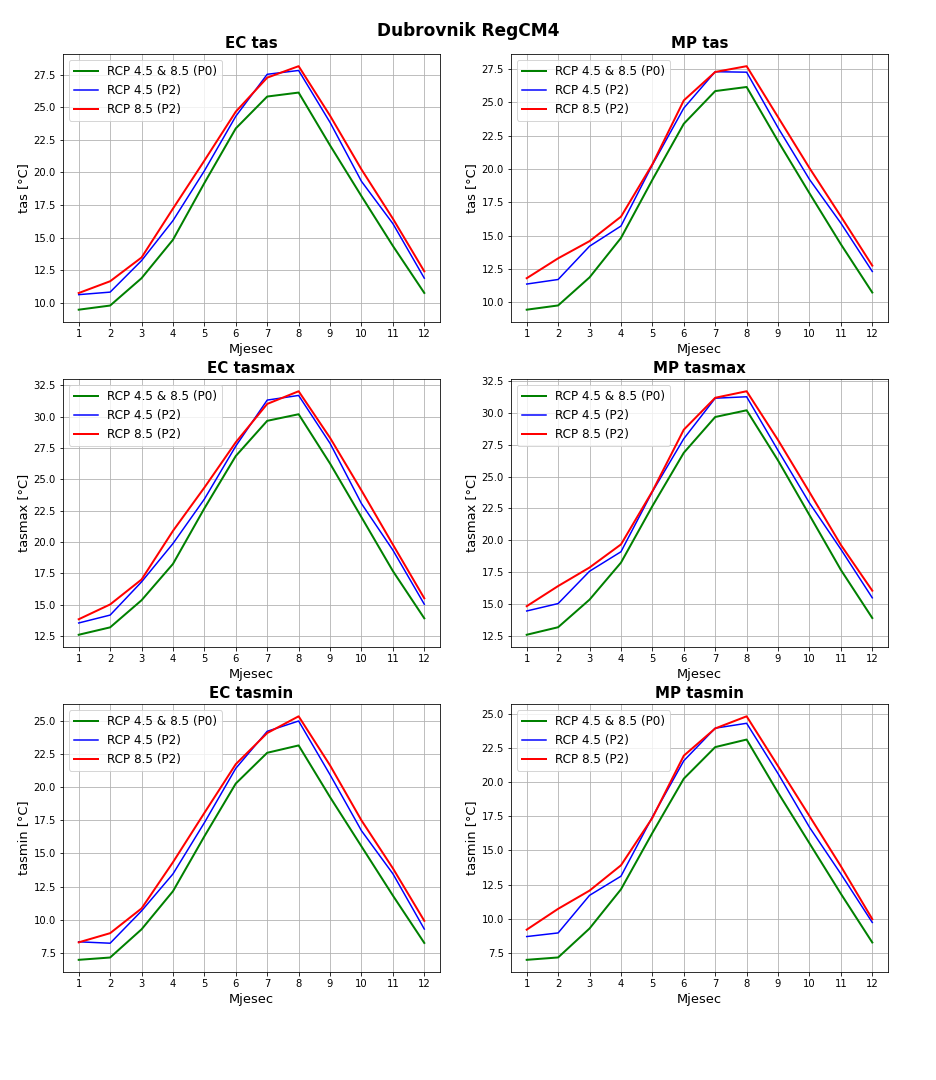 Dubrovnik RegCM4
EC tas
RCP 4.5 & 8.5 (P0)
RCP 4.5 (P2)
RCP 8.5 (P2)
tas [°C]
27.5
25.0
22.5
20.0
17.5
15.0
12.5
10.0
1 2 3 4 5 6 7 8 9 10 11 12
Mjesec
MP tas
RCP 4.5 & 8.5 (P0)
RCP 4.5 (P2)
RCP 8.5 (P2)
tas [°C]
27.5
25.0
22.5
20.0
17.5
15.0
12.5
10.0
1 2 3 4 5 6 7 8 9 10 11 12
Mjesec
EC tasmax
RCP 4.5 & 8.5 (P0)
RCP 4.5 (P2)
RCP 8.5 (P2)
tasmax [°C]
32.5
30.0
27.5
25.0
22.5
20.0
17.5
15.0
12.5
1 2 3 4 5 6 7 8 9 10 11 12
Mjesec
MP tasmax
RCP 4.5 & 8.5 (P0)
RCP 4.5 (P2)
RCP 8.5 (P2)
tasmax [°C]
32.5
30.0
27.5
25.0
22.5
20.0
17.5
15.0
12.5
1 2 3 4 5 6 7 8 9 10 11 12
Mjesec
EC tasmin
RCP 4.5 & 8.5 (P0)
RCP 4.5 (P2)
RCP 8.5 (P2)
tasmin [°C]
25.0
22.5
20.0
17.5
15.0
12.5
10.0
7.5
1 2 3 4 5 6 7 8 9 10 11 12
Mjesec
MP tasmin
RCP 4.5 & 8.5 (P0)
RCP 4.5 (P2)
RCP 8.5 (P2)
tasmin [°C]
25.0
22.5
20.0
17.5
15.0
12.5
10.0
7.5
1 2 3 4 5 6 7 8 9 10 11 12
Mjesec